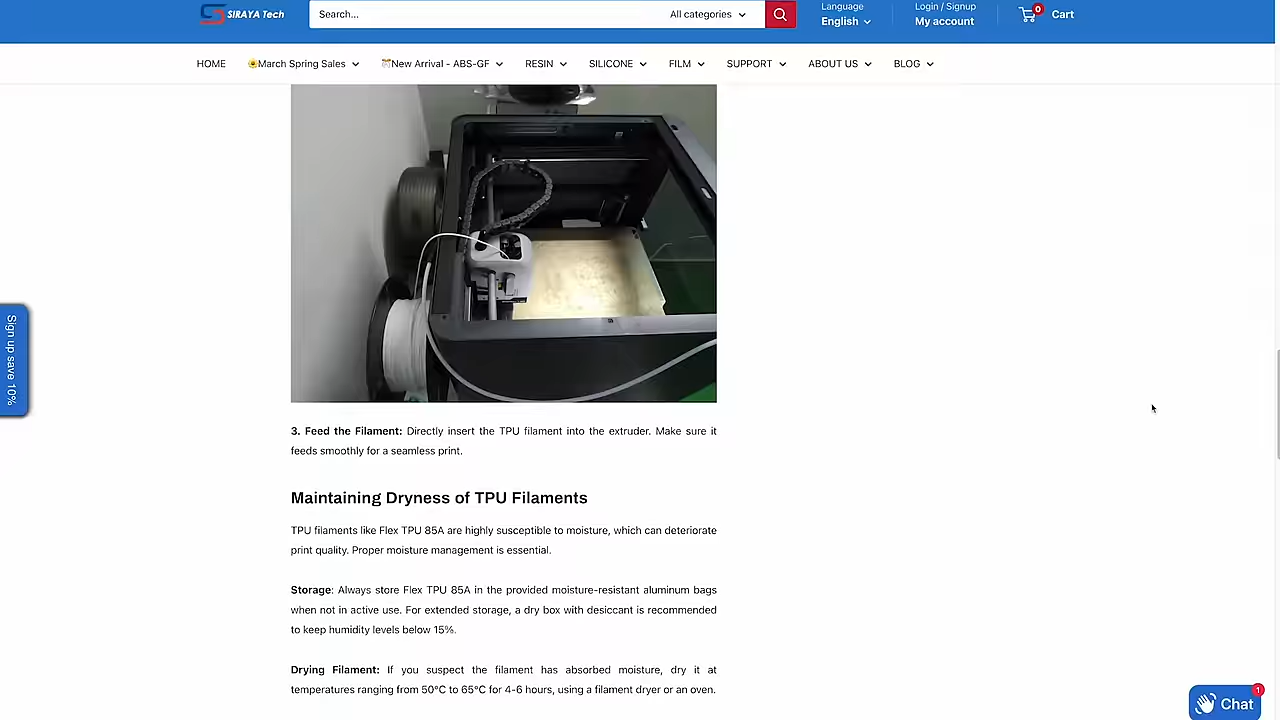 SIRAYA Tech
Search...
All categories
Language
English
Login / Signup
My account
0
Cart
HOME
🌼March Spring Sales
🎊New Arrival - ABS-GF
RESIN
SILICONE
FILM
SUPPORT
ABOUT US
BLOG
Sign up save 10%
3. Feed the Filament: Directly insert the TPU filament into the extruder. Make sure it
feeds smoothly for a seamless print.
Maintaining Dryness of TPU Filaments
TPU filaments like Flex TPU 85A are highly susceptible to moisture, which can deteriorate
print quality. Proper moisture management is essential.
Storage: Always store Flex TPU 85A in the provided moisture-resistant aluminum bags
when not in active use. For extended storage, a dry box with desiccant is recommended
to keep humidity levels below 15%.
Drying Filament: If you suspect the filament has absorbed moisture, dry it at
temperatures ranging from 50°C to 65°C for 4-6 hours, using a filament dryer or an oven.
Chat
1